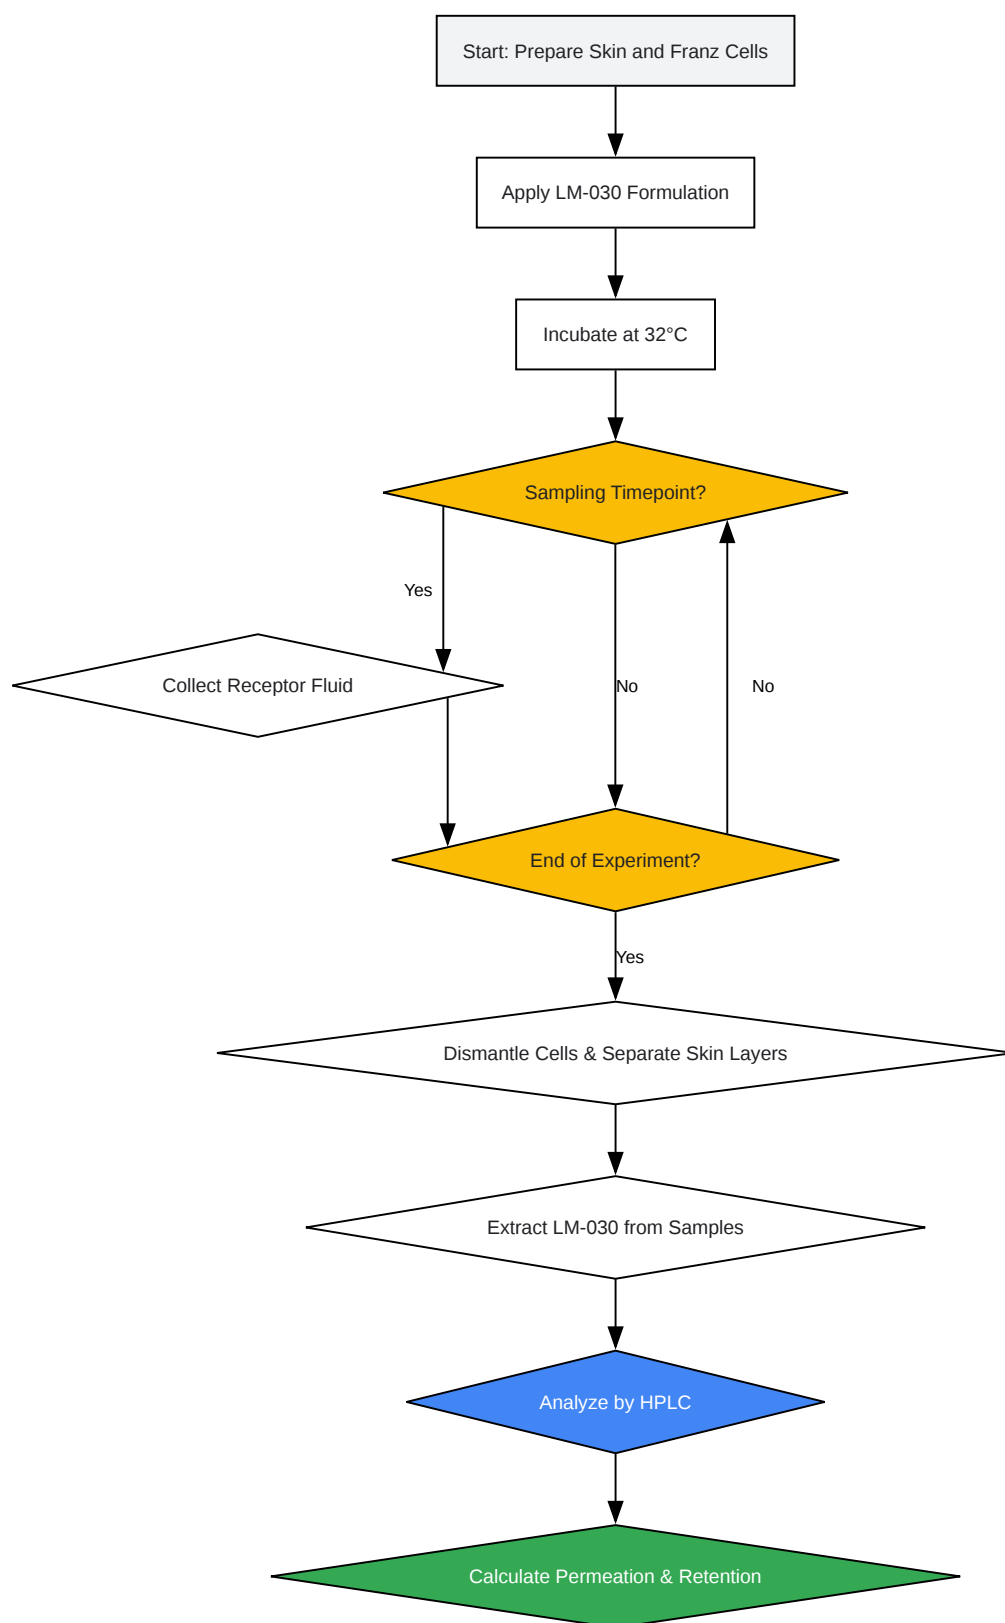 Start: Prepare Skin and Franz Cells
Apply LM-030 Formulation
Incubate at 32°C
Sampling Timepoint?
Yes
Collect Receptor Fluid
No
No
End of Experiment?
Yes
Dismantle Cells & Separate Skin Layers
Extract LM-030 from Samples
Analyze by HPLC
Calculate Permeation & Retention